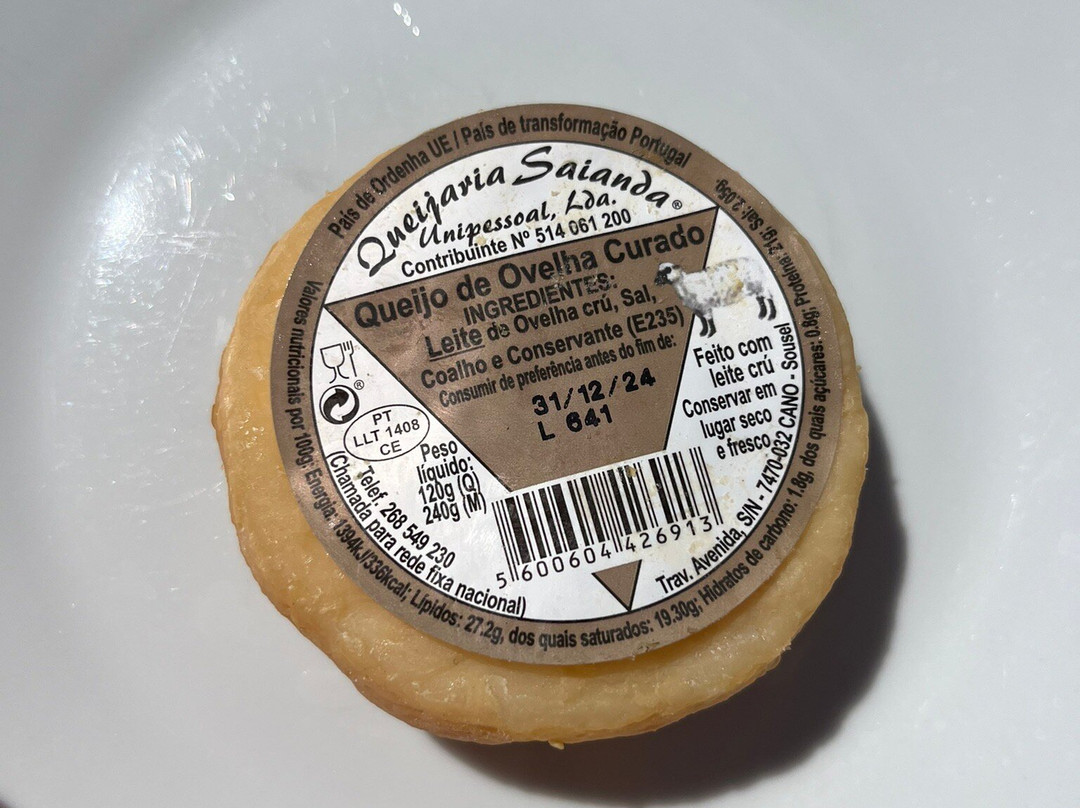 País de Ordenha UE / País de transformação Portugal
Queijaria Saianda®
Unipessoal, Lda.
Contribuinte Nº 514 061 200
Queijo de Ovelha Curado
INGREDIENTES:
Leite de Ovelha crú, Sal,
Coalho e Conservante (E235)
Consumir de preferência antes do fim de:
31/12/24
L 641
Feito com
leite crú
Conservar em
lugar seco
e fresco
®
PT
LLT 1408
CE
Peso
líquido:
120g (Q)
240g (M)
Telef. 268 549 230
(Chamada para rede fixa nacional)
5 600604 426913
Trav. Avenida, S/N - 7470-032 CANO - Sousel
Valores nutricionais por 100g: Energia: 1394kJ/336kcal; Lípidos: 27.2g, dos quais saturados: 19.30g; Hidratos de carbono: 1.8g, dos quais açúcares: 0.8g; Proteína: 21g; Sal: 2.05g.